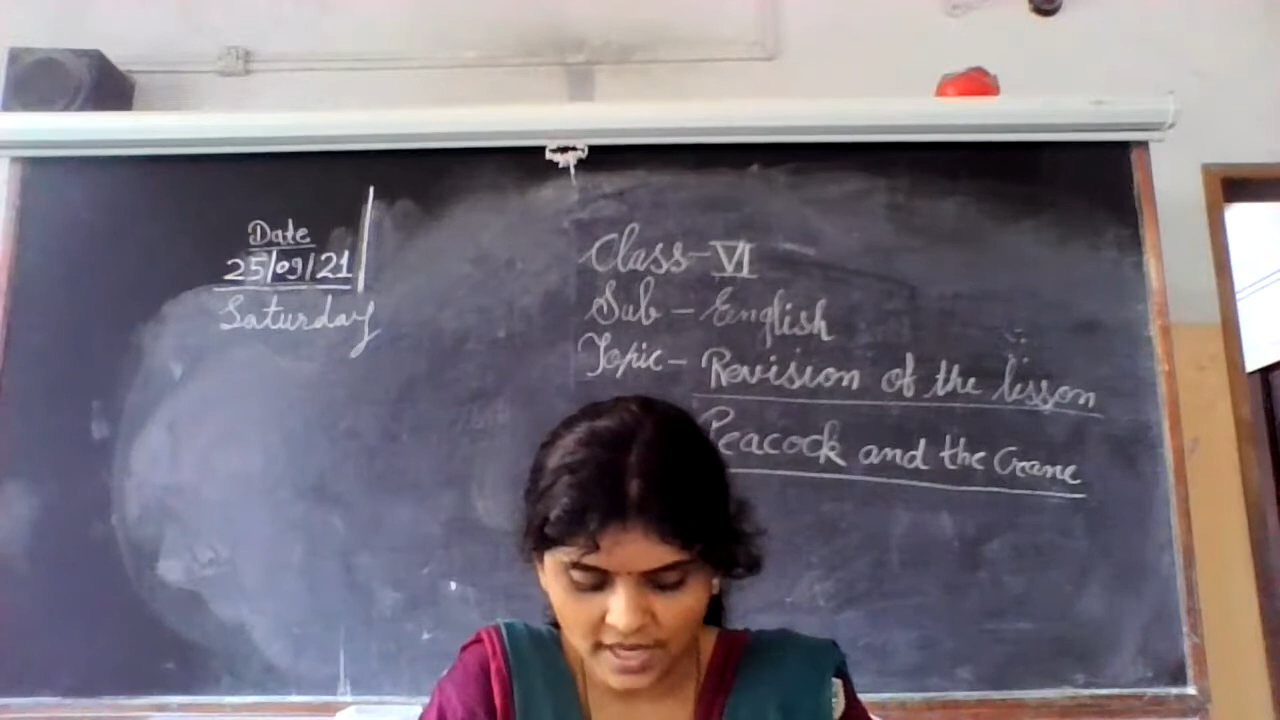 Date
25/09/21
Saturday
Class-VI
Sub - English
Topic - Revision of the lesson
Peacock and the Crane